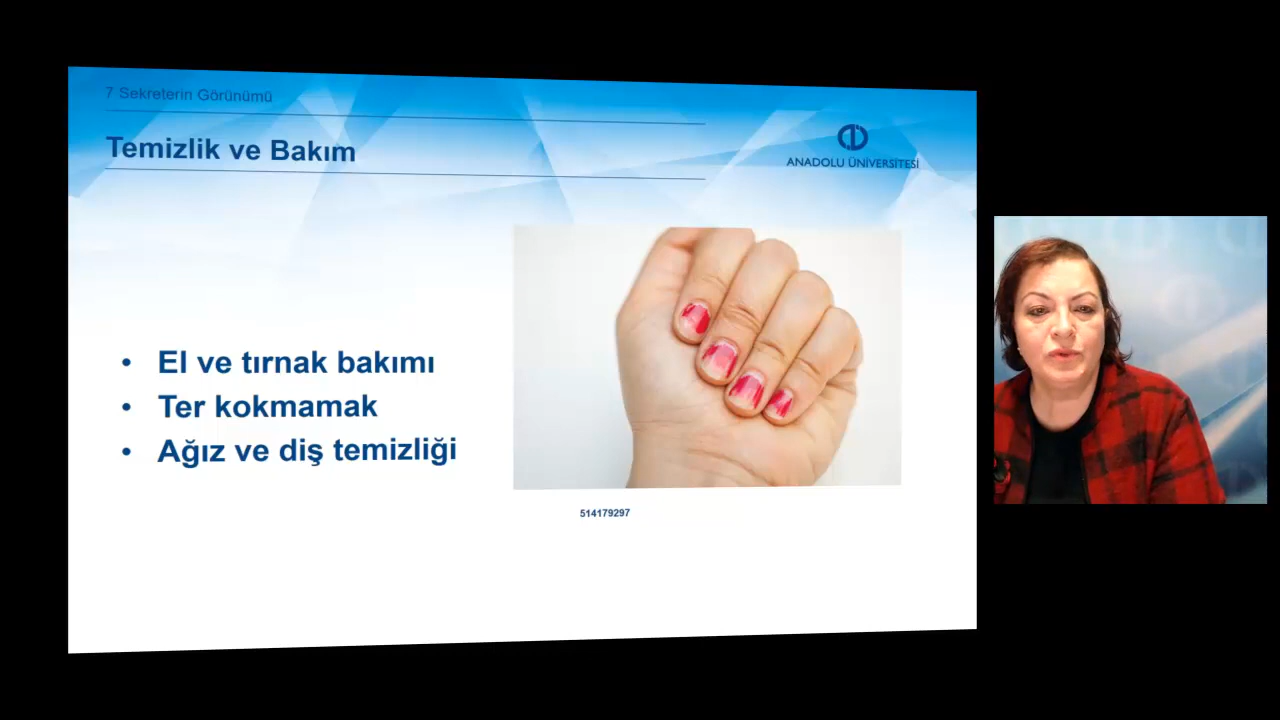 7 Sekreterin Görünümü
Temizlik ve Bakım
ANADOLU ÜNİVERSİTESİ
• El ve tırnak bakımı
• Ter kokmamak
• Ağız ve diş temizliği
514179297